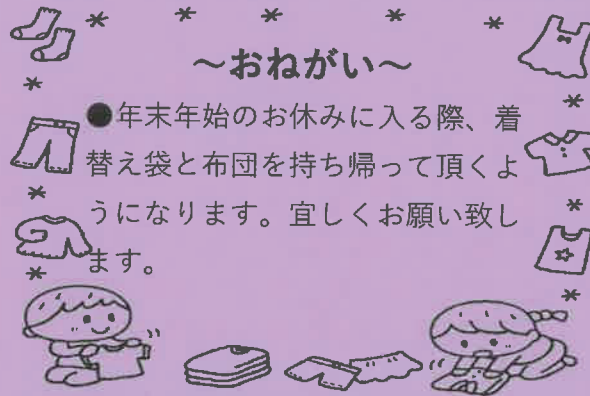 ～おねがい～
●年末年始のお休みに入る際、着
替え袋と布団を持ち帰って頂くよ
うになります。宜しくお願い致し
ます。